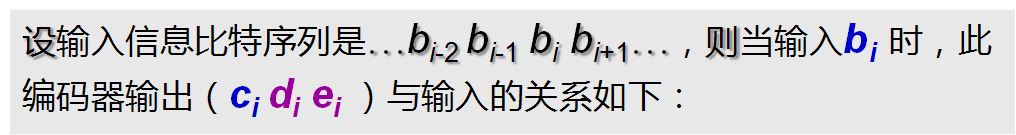 设输入信息比特序列是…bi-2 bi-1 bi bi+1…，则当输入bi 时，此
编码器输出（ci di ei ）与输入的关系如下：